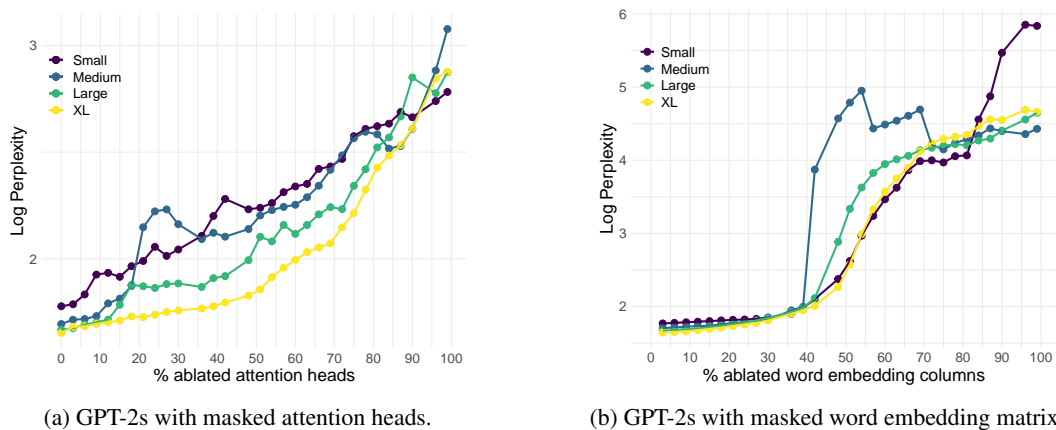 3
2
Log Perplexity
Small
Medium
Large
XL
0 10 20 30 40 50 60 70 80 90 100
% ablated attention heads
(a) GPT-2s with masked attention heads.
6
5
4
3
2
Log Perplexity
Small
Medium
Large
XL
0 10 20 30 40 50 60 70 80 90 100
% ablated word embedding columns
(b) GPT-2s with masked word embedding matrix